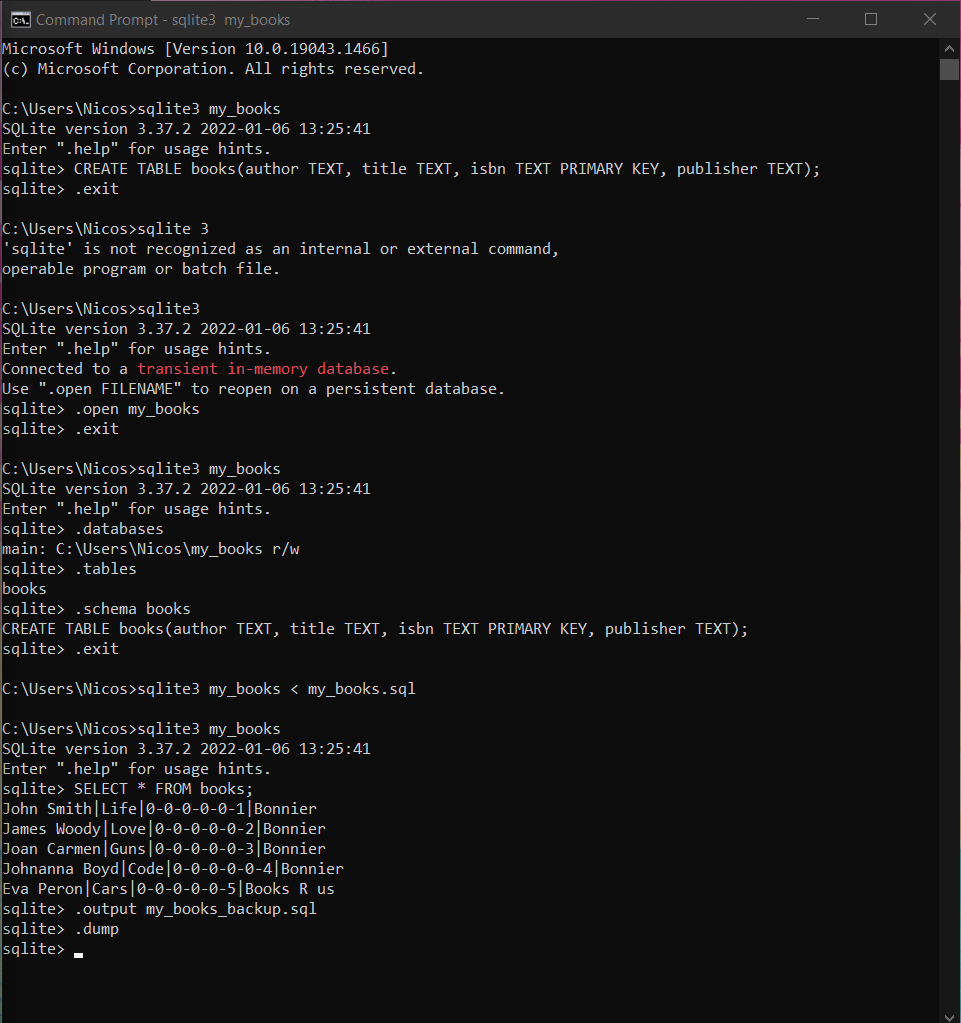 Command Prompt - sqlite3  my_books
Microsoft Windows [Version 10.0.19043.1466]
(c) Microsoft Corporation. All rights reserved.
C:\Users\Nicos>sqlite3 my_books
SQLite version 3.37.2 2022-01-06 13:25:41
Enter ".help" for usage hints.
sqlite> CREATE TABLE books(author TEXT, title TEXT, isbn TEXT PRIMARY KEY, publisher TEXT);
sqlite> .exit
C:\Users\Nicos>sqlite 3
'sqlite' is not recognized as an internal or external command,
operable program or batch file.
C:\Users\Nicos>sqlite3
SQLite version 3.37.2 2022-01-06 13:25:41
Enter ".help" for usage hints.
Connected to a transient in-memory database.
Use ".open FILENAME" to reopen on a persistent database.
sqlite> .open my_books
sqlite> .exit
C:\Users\Nicos>sqlite3 my_books
SQLite version 3.37.2 2022-01-06 13:25:41
Enter ".help" for usage hints.
sqlite> .databases
main: C:\Users\Nicos\my_books r/w
sqlite> .tables
books
sqlite> .schema books
CREATE TABLE books(author TEXT, title TEXT, isbn TEXT PRIMARY KEY, publisher TEXT);
sqlite> .exit
C:\Users\Nicos>sqlite3 my_books < my_books.sql
C:\Users\Nicos>sqlite3 my_books
SQLite version 3.37.2 2022-01-06 13:25:41
Enter ".help" for usage hints.
sqlite> SELECT * FROM books;
John Smith|Life|0-0-0-0-0-1|Bonnier
James Woody|Love|0-0-0-0-0-2|Bonnier
Joan Carmen|Guns|0-0-0-0-0-3|Bonnier
Johnanna Boyd|Code|0-0-0-0-0-4|Bonnier
Eva Peron|Cars|0-0-0-0-0-5|Books R us
sqlite> .output my_books_backup.sql
sqlite> .dump
sqlite>